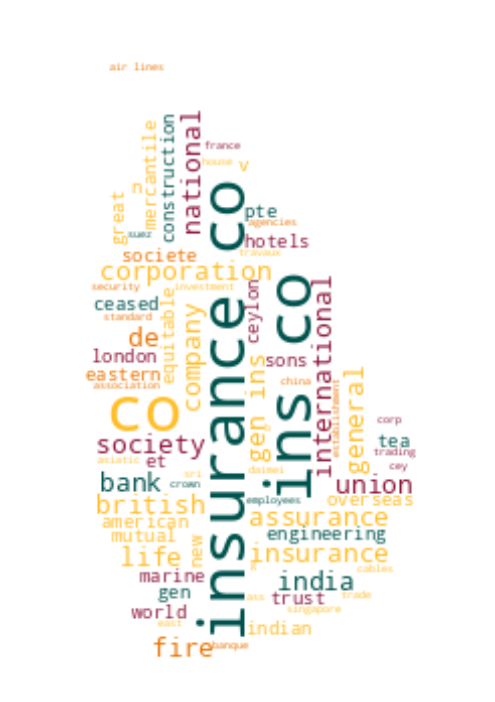 air lines
great
n
mercantile
construction
national
france
house
v
suez
pte
agencies
hotels
travaux
societe
corporation
security
investment
ceased
standard
equitable
company
insurance co
ceylon
ins co
international
de
london
eastern
association
sons
china
establishment
gen ins
general
co
society
asiatic
et
sri
daimei
corp
tea
trading
cey
bank
crown
employees
union
overseas
british
american
mutual
life
new
assurance
engineering
insurance
cables
marine
gen
india
ass
trust
trade
singapore
world
east
indian
fire
banque